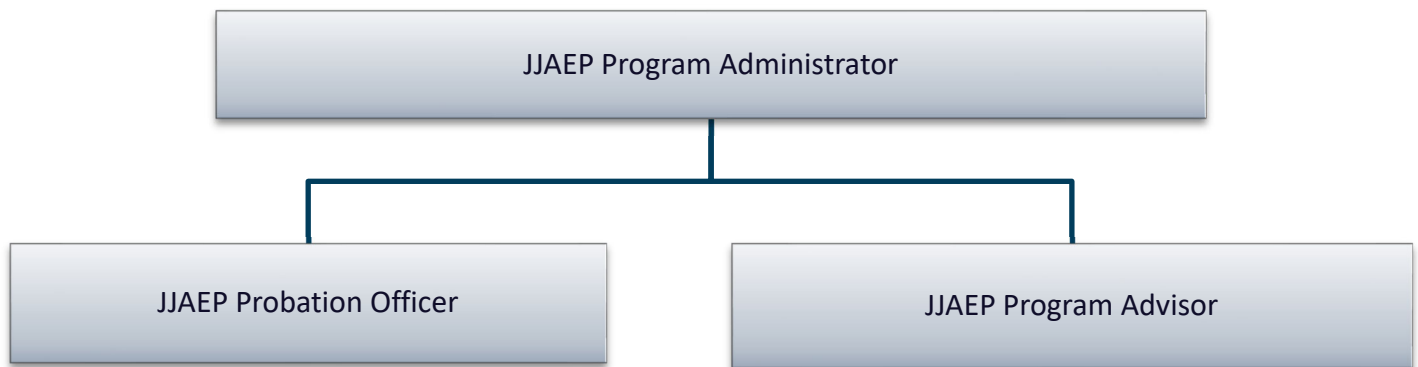 JJAEP Program Administrator
JJAEP Probation Officer
JJAEP Program Advisor